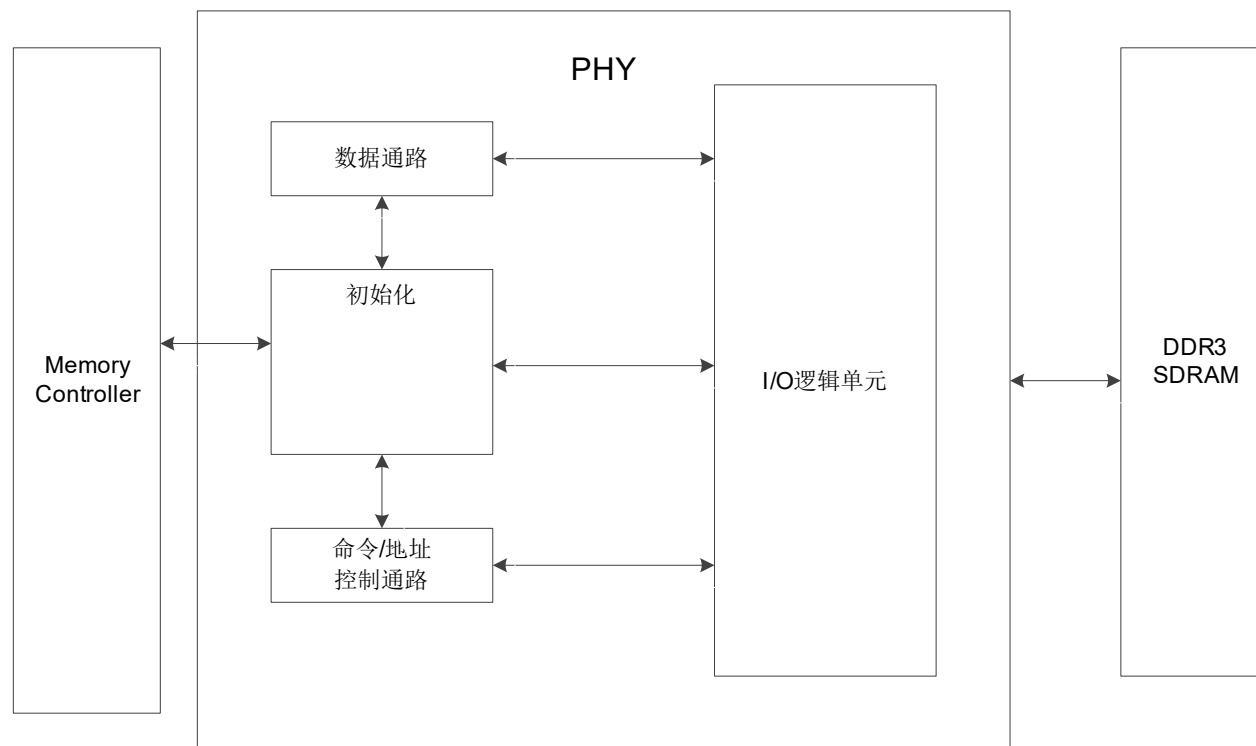 PHY
数据通路
初始化
Memory
Controller
I/O逻辑单元
DDR3
SDRAM
命令/地址
控制通路